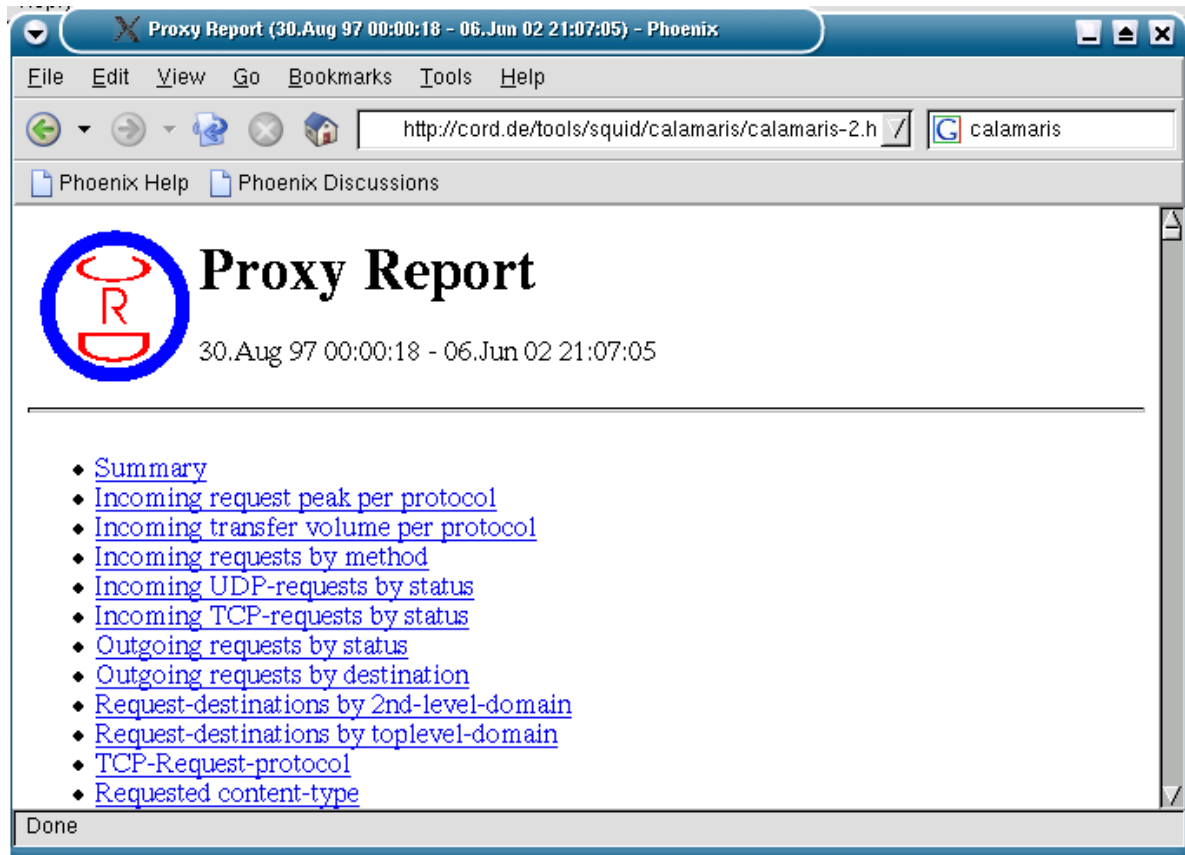 Proxy Report (30.Aug 97 00:00:18 - 06.Jun 02 21:07:05) - Phoenix
File Edit View Go Bookmarks Tools Help
http://cord.de/tools/squid/calamaris/calamaris-2.h G calamaris
Phoenix Help Phoenix Discussions
R
Proxy Report
30.Aug 97 00:00:18 - 06.Jun 02 21:07:05
Summary
Incoming request peak per protocol
Incoming transfer volume per protocol
Incoming requests by method
Incoming UDP-requests by status
Incoming TCP-requests by status
Outgoing requests by status
Outgoing requests by destination
Request-destinations by 2nd-level-domain
Request-destinations by toplevel-domain
TCP-Request-protocol
Requested content-type
Done